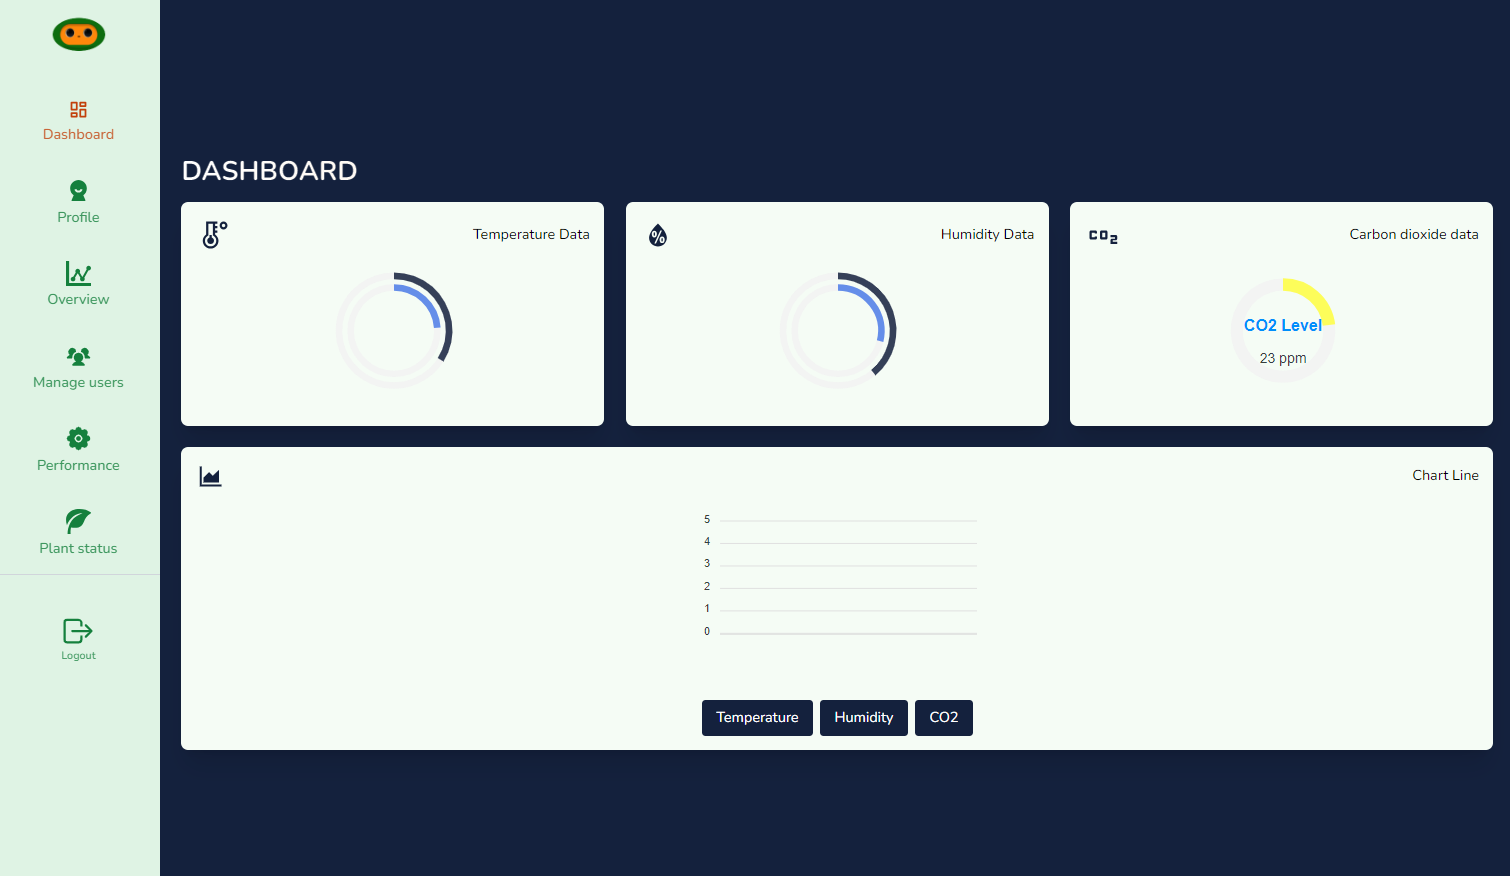 Dashboard
Profile
Overview
Manage users
Performance
Plant status
Logout
DASHBOARD
Temperature Data
Humidity Data
%
CO2
Carbon dioxide data
CO2 Level
23 ppm
Chart Line
5
4
3
2
1
0
Temperature
Humidity
CO2